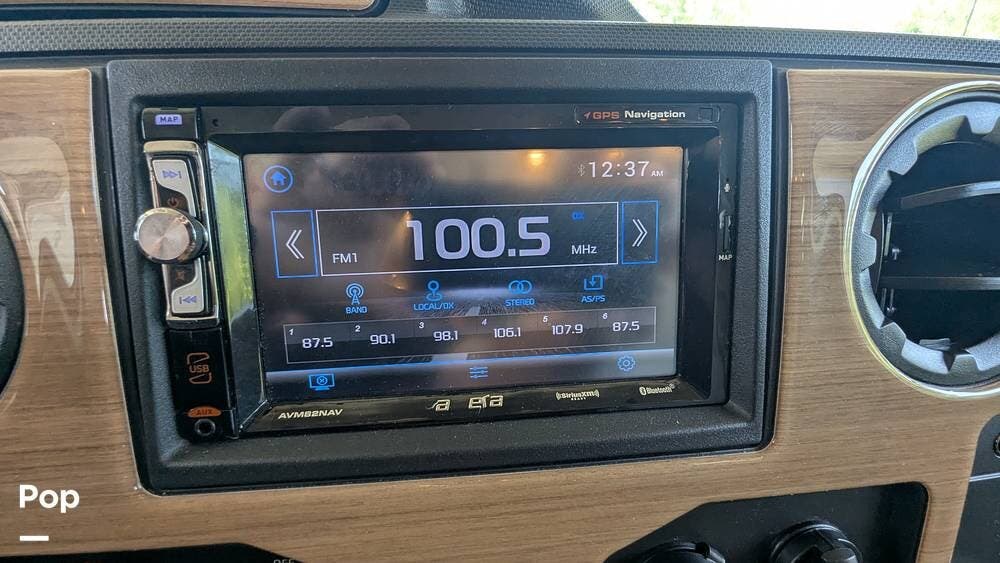 MAP
GPS Navigation
12:37 AM
DX
FM1 100.5 MHz
MAP
BAND
LOCAL/DX
STEREO
AS/PS
1 87.5
2 90.1
3 98.1
4 106.1
5 107.9
6 87.5
USB
AUX
AVM82NAV
SiriusXM
Bluetooth
Pop